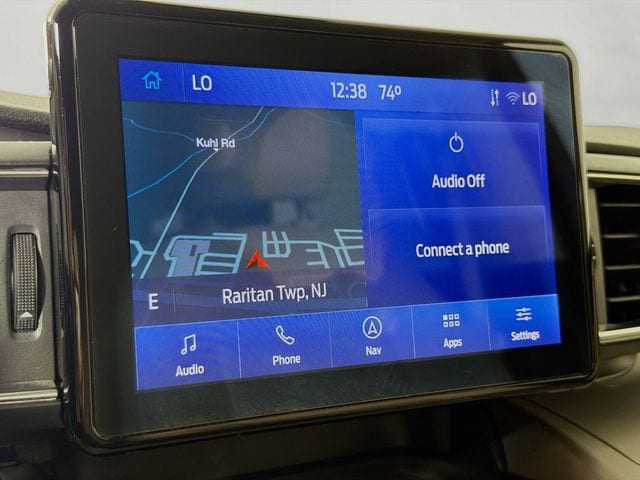 LO 12:38 74° LO
Kuhl Rd
Audio Off
Connect a phone
E Raritan Twp, NJ
Audio Phone Nav Apps Settings